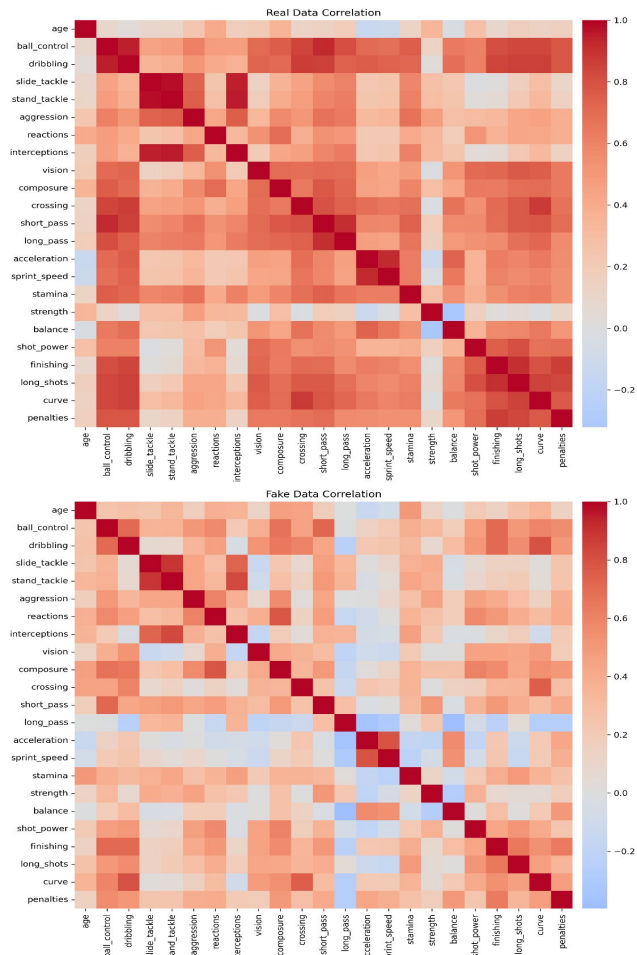 Real Data Correlation
age
ball_control
dribbling
slide_tackle
stand_tackle
aggression
reactions
interceptions
vision
composure
crossing
short_pass
long_pass
acceleration
sprint_speed
stamina
strength
balance
shot_power
finishing
long_shots
curve
penalties
age
ball_control
dribbling
slide_tackle
stand_tackle
aggression
reactions
interceptions
vision
composure
crossing
short_pass
long_pass
acceleration
sprint_speed
stamina
strength
balance
shot_power
finishing
long_shots
curve
penalties
1.0
0.8
0.6
0.4
0.2
0.0
−0.2
Fake Data Correlation
age
ball_control
dribbling
slide_tackle
stand_tackle
aggression
reactions
interceptions
vision
composure
crossing
short_pass
long_pass
acceleration
sprint_speed
stamina
strength
balance
shot_power
finishing
long_shots
curve
penalties
age
ball_control
dribbling
slide_tackle
stand_tackle
aggression
reactions
interceptions
vision
composure
crossing
short_pass
long_pass
acceleration
sprint_speed
stamina
strength
balance
shot_power
finishing
long_shots
curve
penalties
1.0
0.8
0.6
0.4
0.2
0.0
−0.2